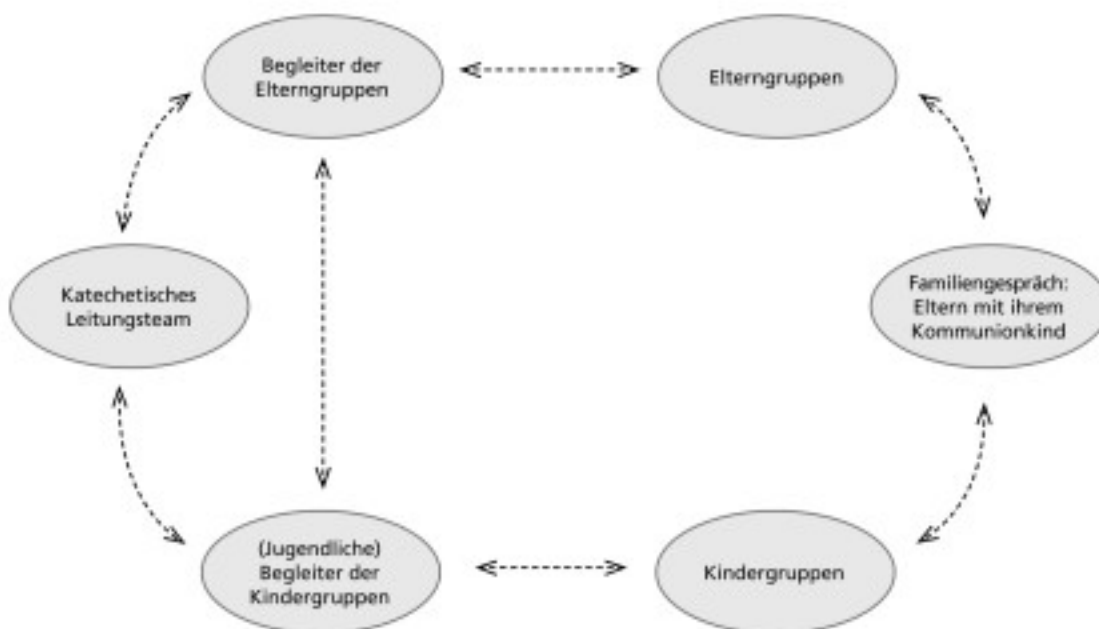 Begleiter der
Elterngruppen
Elterngruppen
Katechetisches
Leitungsteam
Familiengespräch:
Eltern mit ihrem
Kommunionkind
(Jugendliche)
Begleiter der
Kindergruppen
Kindergruppen